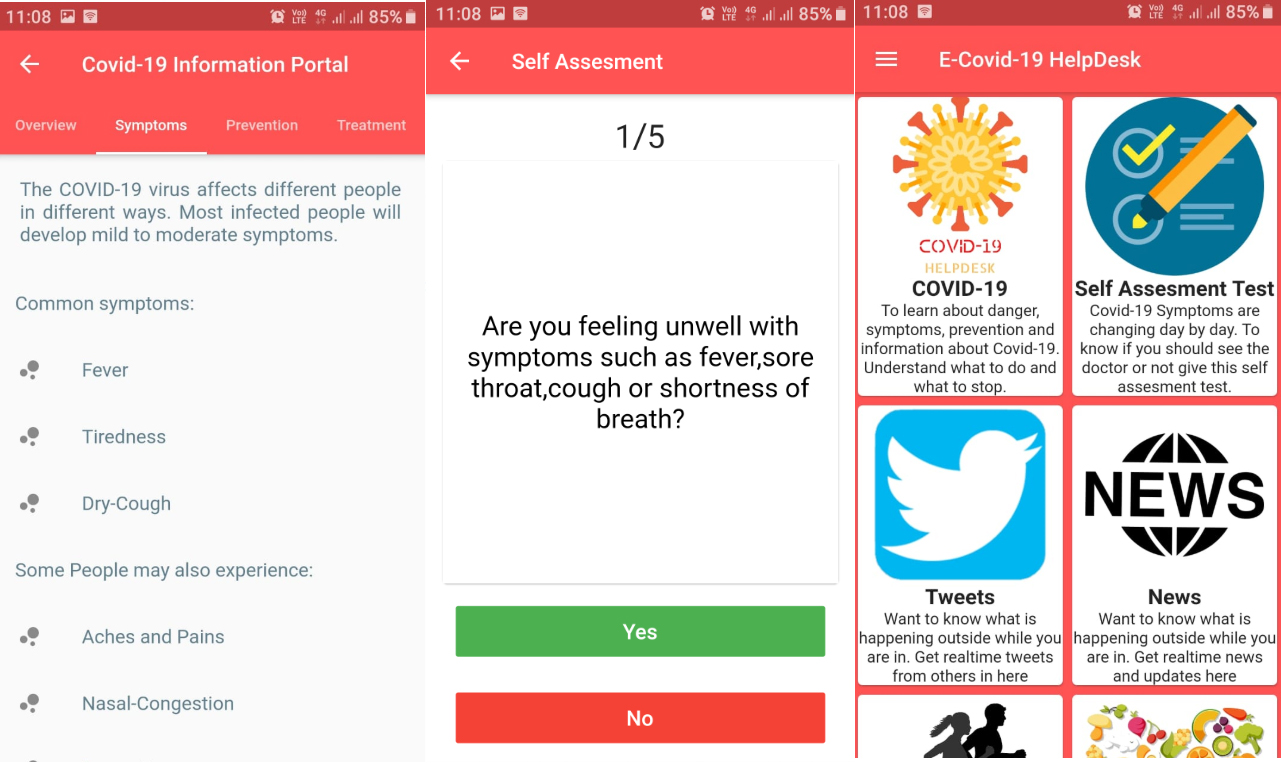 11:08
Vo)) LTE 4G 85%
Covid-19 Information Portal
Overview Symptoms Prevention Treatment
The COVID-19 virus affects different people
in different ways. Most infected people will
develop mild to moderate symptoms.
Common symptoms:
Fever
Tiredness
Dry-Cough
Some People may also experience:
Aches and Pains
Nasal-Congestion
11:08
Vo)) LTE 4G 85%
Self Assesment
1/5
Are you feeling unwell with
symptoms such as fever,sore
throat,cough or shortness of
breath?
Yes
No
11:08
Vo)) LTE 4G 85%
E-Covid-19 HelpDesk
COVID-19
HELPDESK
COVID-19
To learn about danger,
symptoms, prevention and
information about Covid-19.
Understand what to do and
what to stop.
Self Assesment Test
Covid-19 Symptoms are
changing day by day. To
know if you should see the
doctor or not give this self
assesment test.
Tweets
Want to know what is
happening outside while you
are in. Get realtime tweets
from others in here
NEWS
News
Want to know what is
happening outside while you
are in. Get realtime news
and updates here